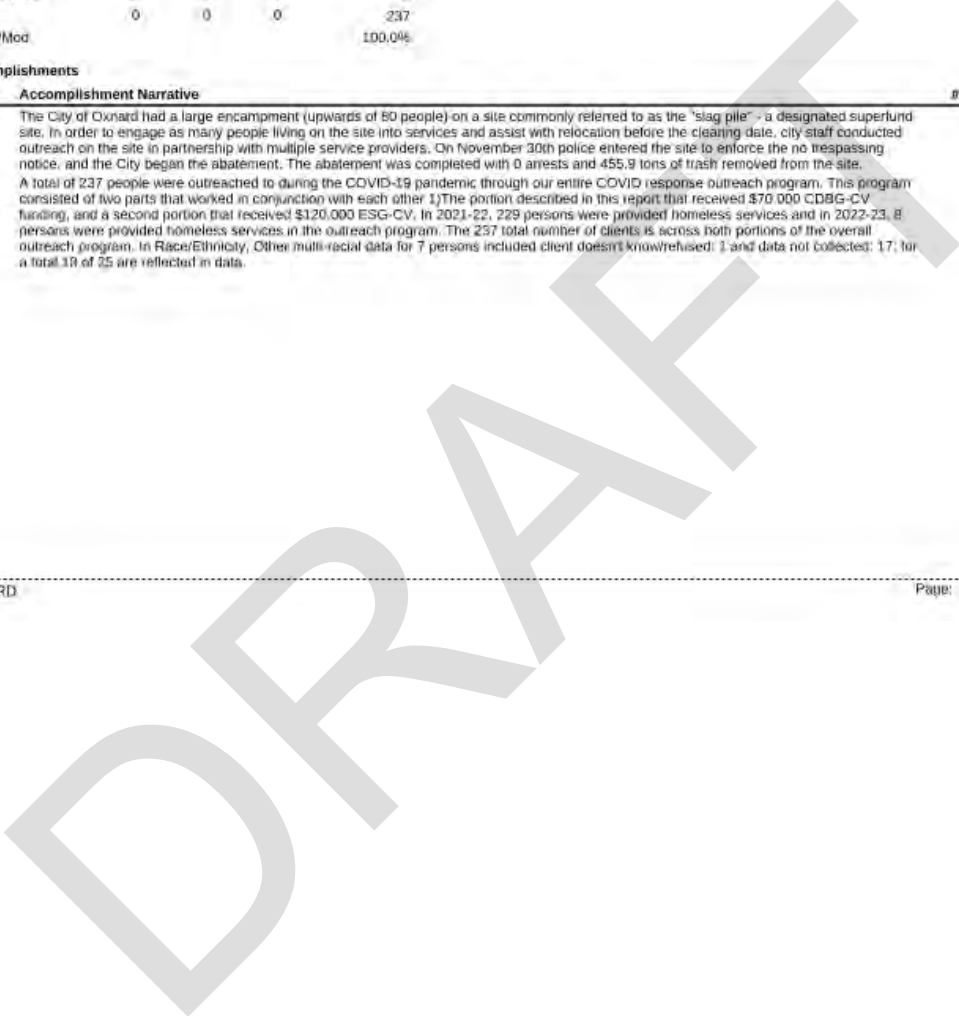 0 0 0 237
/Mod 100.0%
nplishments
Accomplishment Narrative #
The City of Oxnard had a large encampment (upwards of 60 people) on a site commonly referred to as the "slag pile" - a designated superfund
site. In order to engage as many people living on the site into services and assist with relocation before the clearing date, city staff conducted
outreach on the site in partnership with multiple service providers. On November 30th police entered the site to enforce the no trespassing
notice, and the City began the abatement. The abatement was completed with 0 arrests and 455.9 tons of trash removed from the site.
A total of 237 people were outreached to during the COVID-19 pandemic through our entire COVID response outreach program. This program
consisted of two parts that worked in conjunction with each other 1)The portion described in this report that received $70 000 CDBG-CV
funding, and a second portion that received $120,000 ESG-CV. In 2021-22, 229 persons were provided homeless services and in 2022-23, 8
persons were provided homeless services in the outreach program. The 237 total number of clients is across both portions of the overall
outreach program. In Race/Ethnicity, Other multi-racial data for 7 persons included client doesn't know/refused: 1 and data not collected: 17; for
a total of 25 are reflected in data.
RD Page:
DRAFT